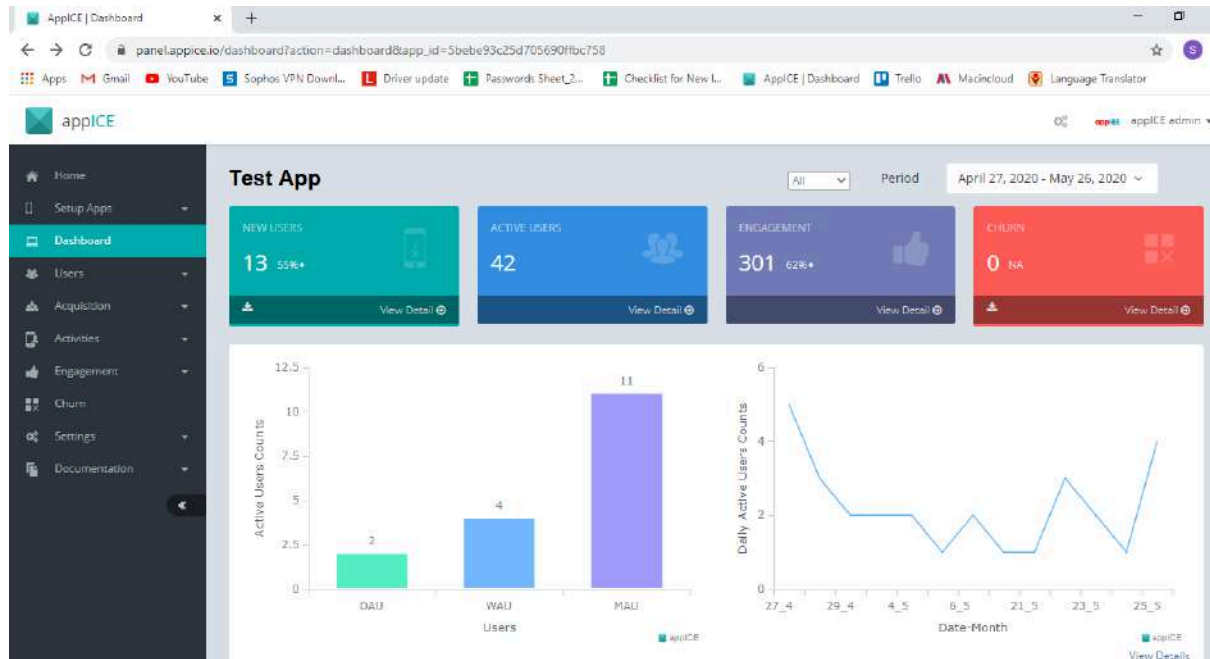 AppICE | Dashboard
panel.appice.io/dashboard?action=dashboard&app_id=5bebe93c25d705690ffbc758
S
Apps Gmail YouTube Sophos VPN Downl... Driver update Passwords Sheet_2... Checklist for New I... AppICE | Dashboard Trello Macincloud Language Translator
appICE
appICE appICE admin
Home
Setup Apps
Dashboard
Users
Acquisition
Activities
Engagement
Churn
Settings
Documentation
Test App
All
Period
April 27, 2020 - May 26, 2020
NEW USERS
13 55%
View Detail
ACTIVE USERS
42
View Detail
ENGAGEMENT
301 62%
View Detail
CHURN
0 NA
View Detail
Active Users Counts
12.5
10
7.5
5
2.5
0
2
4
11
DAU WAU MAU
Users
appICE
Daily Active Users Counts
6
4
2
0
27_4 29_4 4_5 6_5 21_5 23_5 25_5
Date-Month
appICE
View Details